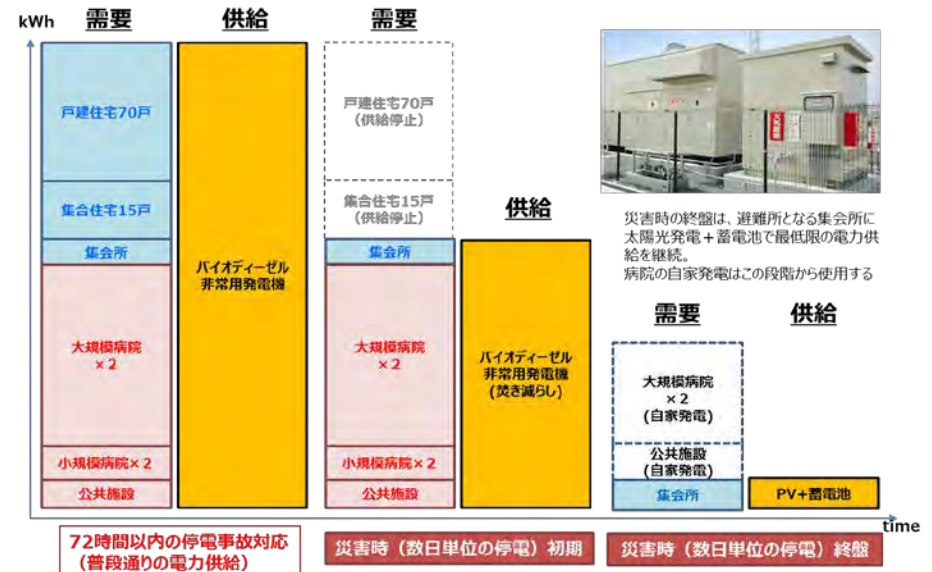 kWh
需要
供給
戸建住宅70戸
集合住宅15戸
集会所
大規模病院
×2
小規模病院×2
公共施設
バイオディーゼル
非常用発電機
72時間以内の停電事故対応
（普段通りの電力供給）
需要
供給
戸建住宅70戸
（供給停止）
集合住宅15戸
（供給停止）
集会所
大規模病院
×2
小規模病院×2
公共施設
バイオディーゼル
非常用発電機
(焚き減らし)
災害時（数日単位の停電）初期
災害時の終盤は、避難所となる集会所に
太陽光発電＋蓄電池で最低限の電力供
給を継続。
病院の自家発電はこの段階から使用する
需要
供給
大規模病院
×2
(自家発電)
公共施設
(自家発電)
集会所
PV+蓄電池
災害時（数日単位の停電）終盤
time